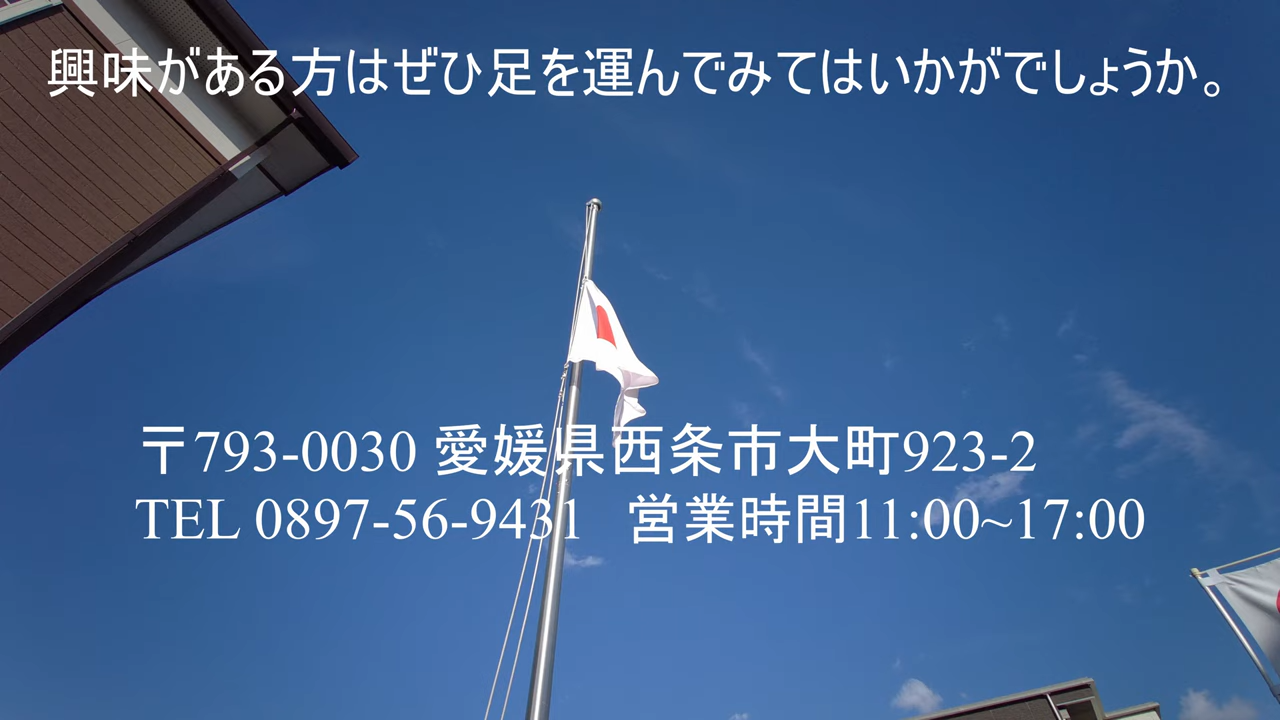 興味がある方はぜひ足を運んでみてはいかがでしょうか。
〒793-0030 愛媛県西条市大町923-2
TEL 0897-56-9431 営業時間11:00~17:00